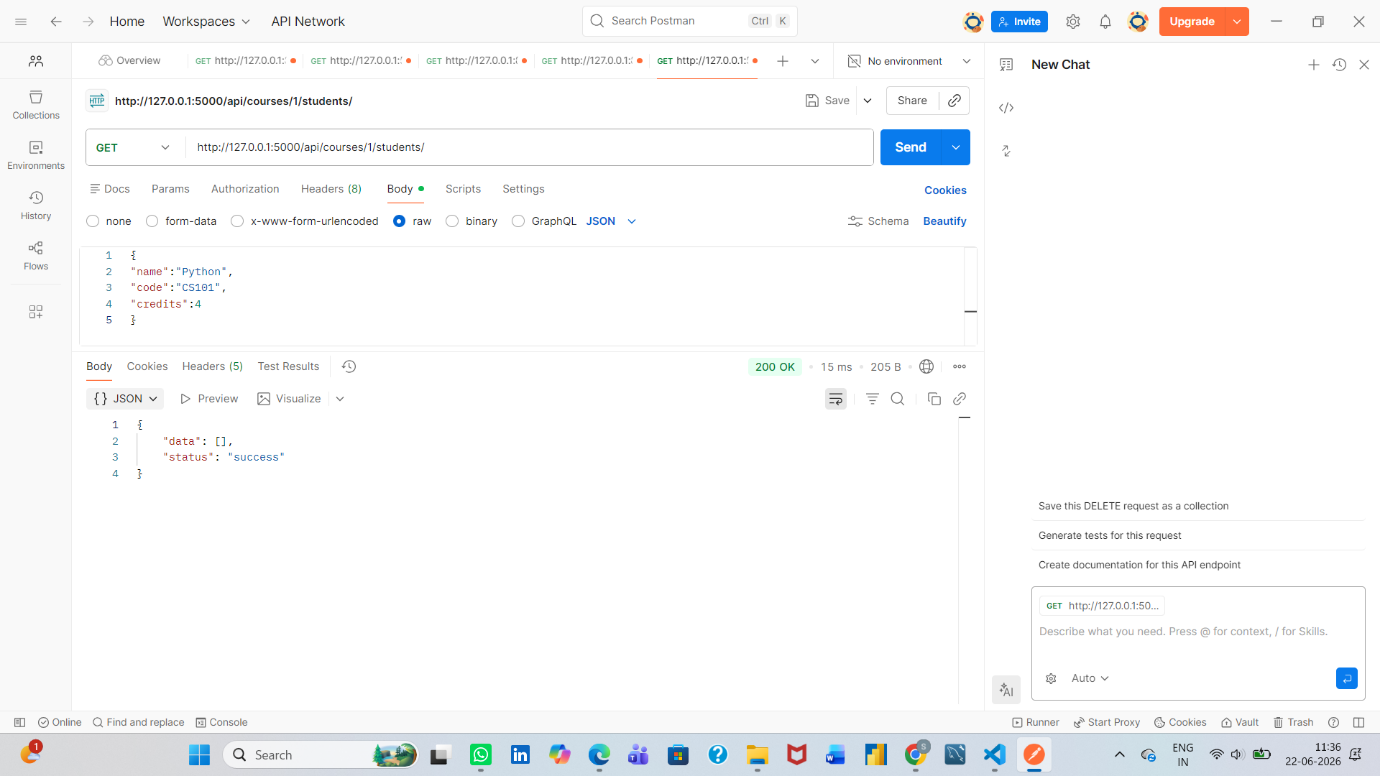 Home Workspaces API Network Search Postman Ctrl K Invite Upgrade
Overview GET http://127.0.0.1:5 GET http://127.0.0.1:5 GET http://127.0.0.1:( GET http://127.0.0.1:( GET http://127.0.0.1:5 No environment New Chat
HTTP http://127.0.0.1:5000/api/courses/1/students/ Save Share
Collections
GET http://127.0.0.1:5000/api/courses/1/students/ Send
Environments
Docs Params Authorization Headers (8) Body Scripts Settings Cookies
History
none form-data x-www-form-urlencoded raw binary GraphQL JSON Schema Beautify
Flows
1 {
2 "name":"Python",
3 "code":"CS101",
4 "credits":4
5 }
Body Cookies Headers (5) Test Results 200 OK 15 ms 205 B
{} JSON Preview Visualize
1 {
2 "data": [],
3 "status": "success"
4 }
Save this DELETE request as a collection
Generate tests for this request
Create documentation for this API endpoint
GET http://127.0.0.1:50...
Describe what you need. Press @ for context, / for Skills.
Auto
AI
Online Find and replace Console Runner Start Proxy Cookies Vault Trash
1 Search ENG IN 11:36 22-06-2026